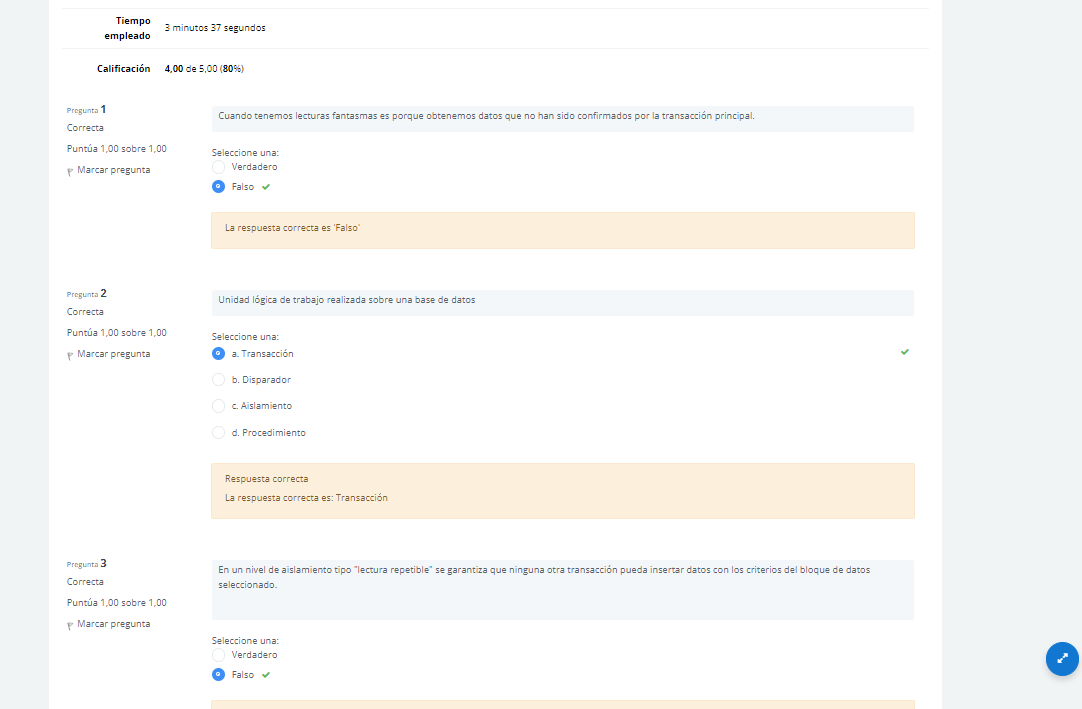 Tiempo
empleado
3 minutos 37 segundos
Calificación
4,00 de 5,00 (80%)
Pregunta 1
Correcta
Puntúa 1,00 sobre 1,00
Marcar pregunta
Cuando tenemos lecturas fantasmas es porque obtenemos datos que no han sido confirmados por la transacción principal.
Seleccione una:
Verdadero
Falso
La respuesta correcta es 'Falso'
Pregunta 2
Correcta
Puntúa 1,00 sobre 1,00
Marcar pregunta
Unidad lógica de trabajo realizada sobre una base de datos
Seleccione una:
a. Transacción
b. Disparador
c. Aislamiento
d. Procedimiento
Respuesta correcta
La respuesta correcta es: Transacción
Pregunta 3
Correcta
Puntúa 1,00 sobre 1,00
Marcar pregunta
En un nivel de aislamiento tipo "lectura repetible" se garantiza que ninguna otra transacción pueda insertar datos con los criterios del bloque de datos
seleccionado.
Seleccione una:
Verdadero
Falso